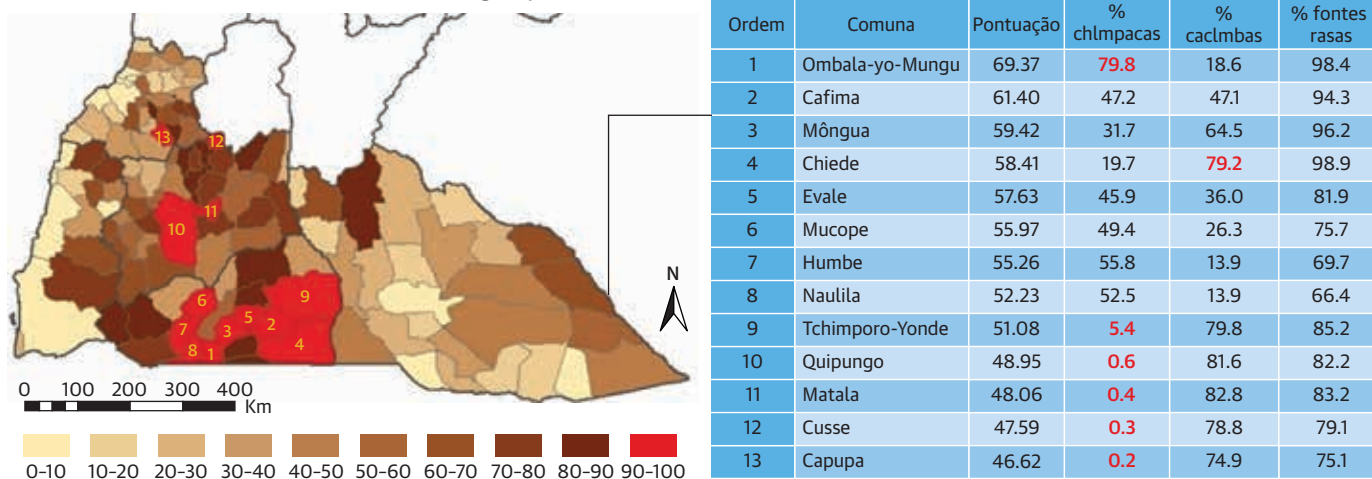 13
12
11
10
9
6
5
7
3
2
8
1
4
N
0 100 200 300 400
Km
0-10 10-20 20-30 30-40 40-50 50-60 60-70 70-80 80-90 90-100
Ordem Comuna Pontuação % chlmpacas % caclmbas % fontes rasas
1 Ombala-yo-Mungu 69.37 79.8 18.6 98.4
2 Cafima 61.40 47.2 47.1 94.3
3 Môngua 59.42 31.7 64.5 96.2
4 Chiede 58.41 19.7 79.2 98.9
5 Evale 57.63 45.9 36.0 81.9
6 Mucope 55.97 49.4 26.3 75.7
7 Humbe 55.26 55.8 13.9 69.7
8 Naulila 52.23 52.5 13.9 66.4
9 Tchimporo-Yonde 51.08 5.4 79.8 85.2
10 Quipungo 48.95 0.6 81.6 82.2
11 Matala 48.06 0.4 82.8 83.2
12 Cusse 47.59 0.3 78.8 79.1
13 Capupa 46.62 0.2 74.9 75.1